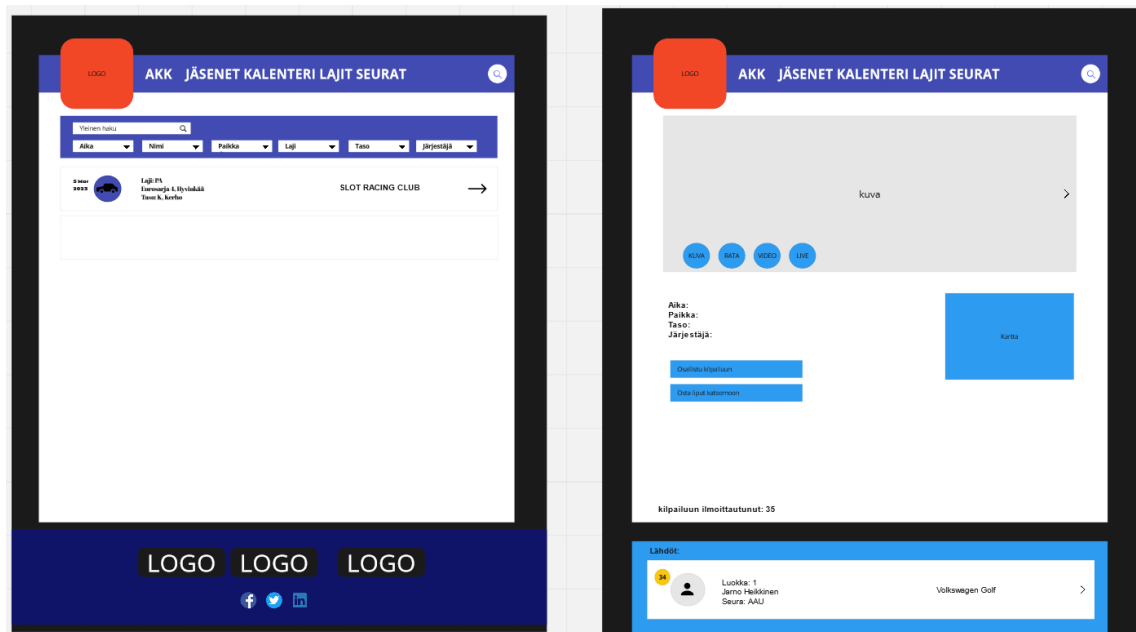 LOGO
AKK JÄSENET KALENTERI LAJIT SEURAT
Yleinen haku
Aika Nimi Paikka Laji Taso Järjestäjä
5 Mar
2022
Laji: PA
Eurosarja 4, Hyvinkää
Taso: K, Kerho
SLOT RACING CLUB
LOGO LOGO LOGO
LOGO
AKK JÄSENET KALENTERI LAJIT SEURAT
kuva
KUVA RATA VIDEO LIVE
Aika:
Paikka:
Taso:
Järjestäjä:
Kartta
Osallistu kilpailuun
Osta liput katsomoon
kilpailuun ilmoittautunut: 35
Lähdöt:
34
Luokka: 1
Jarno Heikkinen
Seura: AAU
Volkswagen Golf